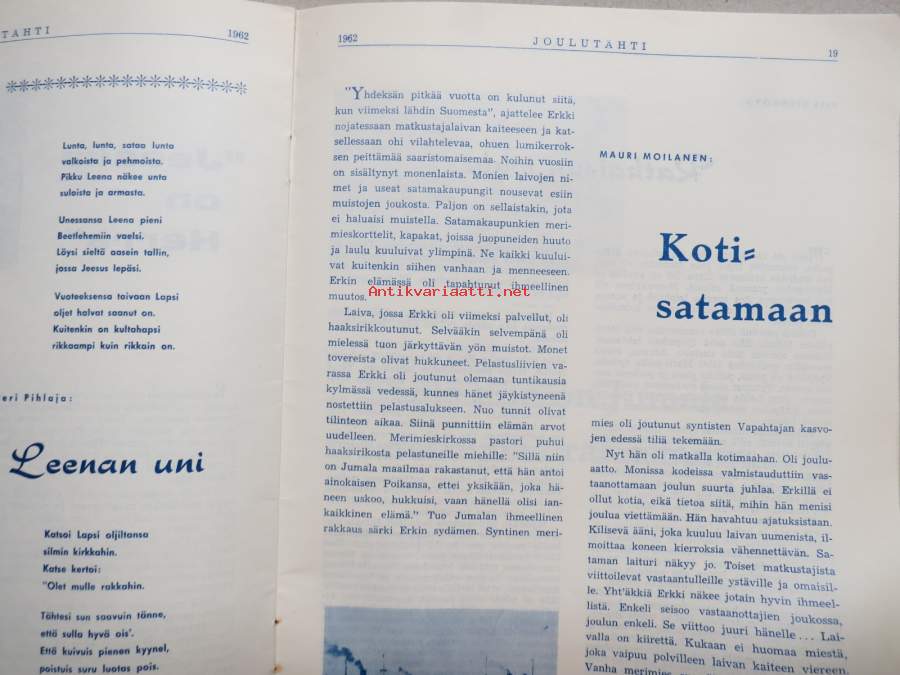 TAHTI 1962
Lunta, lunta, sataa lunta
valkoista ja pehmoista.
Pikku Leena näkee unta
suloista ja armasta.
Unessansa Leena pieni
Beetlehemiin vaelsi.
Löysi sieltä aasein tallin,
jossa Jeesus lepäsi.
Vuoteeksensa taivaan Lapsi
oljet halvat saanut on.
Kuitenkin on kultahapsi
rikkaampi kuin rikkain on.
eri Pihlaja:
Leenan uni
Katsoi Lapsi oljiltansa
silmin kirkkahin.
Katse kertoi:
"Olet mulle rakkahin.
Tähtesi sun saavuin tänne,
että sulla hyvä ois'.
Että kuivuis pienen kyynel,
poistuis suru luotas pois.
1962 JOULUTÄHTI 19
"Yhdeksän pitkää vuotta on kulunut siitä,
kun viimeksi lähdin Suomesta", ajattelee Erkki
nojatessaan matkustajalaivan kaiteeseen ja kat-
sellessaan ohi vilahtelevaa, ohuen lumikerrok-
sen peittämää saaristomaisemaa. Noihin vuosiin
on sisältynyt monenlaista. Monien laivojen ni-
met ja useat satamakaupungit nousevat esiin
muistojen joukosta. Paljon on sellaistakin, jota
ei haluaisi muistella. Satamakaupunkien meri-
mieskorttelit, kapakat, joissa juopuneiden huuto
ja laulu kuuluivat ylimpinä. Ne kaikki kuului-
vat kuitenkin siihen vanhaan ja menneeseen.
Erkin elämässä oli tapahtunut ihmeellinen
muutos.
Antikvariaatti.net
Laiva, jossa Erkki oli viimeksi palvellut, oli
haaksirikkoutunut. Selvääkin selvempänä oli
mielessä tuon järkyttävän yön muistot. Monet
tovereista olivat hukkuneet. Pelastusliivien va-
rassa Erkki oli joutunut olemaan tuntikausia
kylmässä vedessä, kunnes hänet jäykistyneenä
nostettiin pelastusalukseen. Nuo tunnit olivat
tilinteon aikaa. Siinä punnittiin elämän arvot
uudelleen. Merimieskirkossa pastori puhui
haaksirikosta pelastuneille miehille: "Sillä niin
on Jumala maailmaa rakastanut, että hän antoi
ainokaisen Poikansa, ettei yksikään, joka hä-
neen uskoo, hukkuisi, vaan hänellä olisi ian-
kaikkinen elämä." Tuo Jumalan ihmeellinen
rakkaus särki Erkin sydämen. Syntinen meri-
MAURI MOILANEN:
Koti-
satamaan
mies oli joutunut syntisten Vapahtajan kasvo-
jen edessä tiliä tekemään.
Nyt hän oli matkalla kotimaahan. Oli joulu-
aatto. Monissa kodeissa valmistauduttiin vas-
taanottamaan joulun suurta juhlaa. Erkillä ei
ollut kotia, eikä tietoa siitä, mihin hän menisi
joulua viettämään. Hän havahtuu ajatuksistaan.
Kilisevä ääni, joka kuuluu laivan uumenista, il-
moittaa koneen kierroksia vähennettävän. Sa-
taman laituri näkyy jo. Toiset matkustajista
viittoilevat vastaantulleille ystäville ja omaisil-
le. Yht'äkkiä Erkki näkee jotain hyvin ihmeel-
listä. Enkeli seisoo vastaanottajien joukossa,
joulun enkeli. Se viittoo juuri hänelle... Lai-
valla on kiirettä. Kukaan ei huomaa miestä,
joka vaipuu polvilleen laivan kaiteen viereen.
Vanha merimies